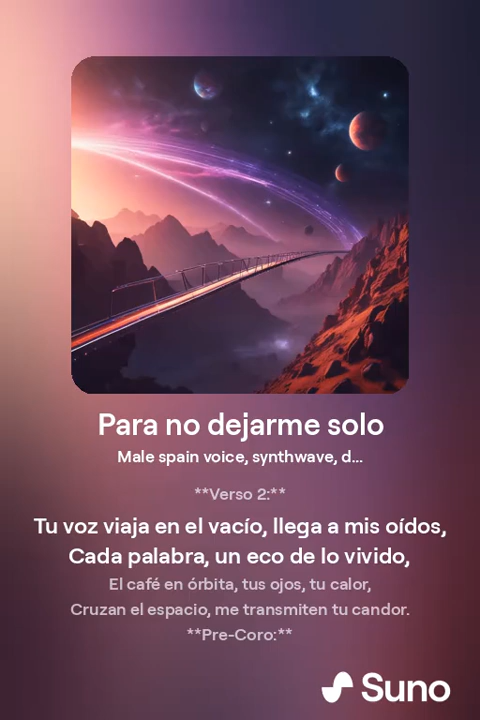 Para no dejarme solo
Male spain voice, synthwave, d...
**Verso 2:**
Tu voz viaja en el vacío, llega a mis oídos,
Cada palabra, un eco de lo vivido,
El café en órbita, tus ojos, tu calor,
Cruzan el espacio, me transmiten tu candor.
**Pre-Coro:**
Suno